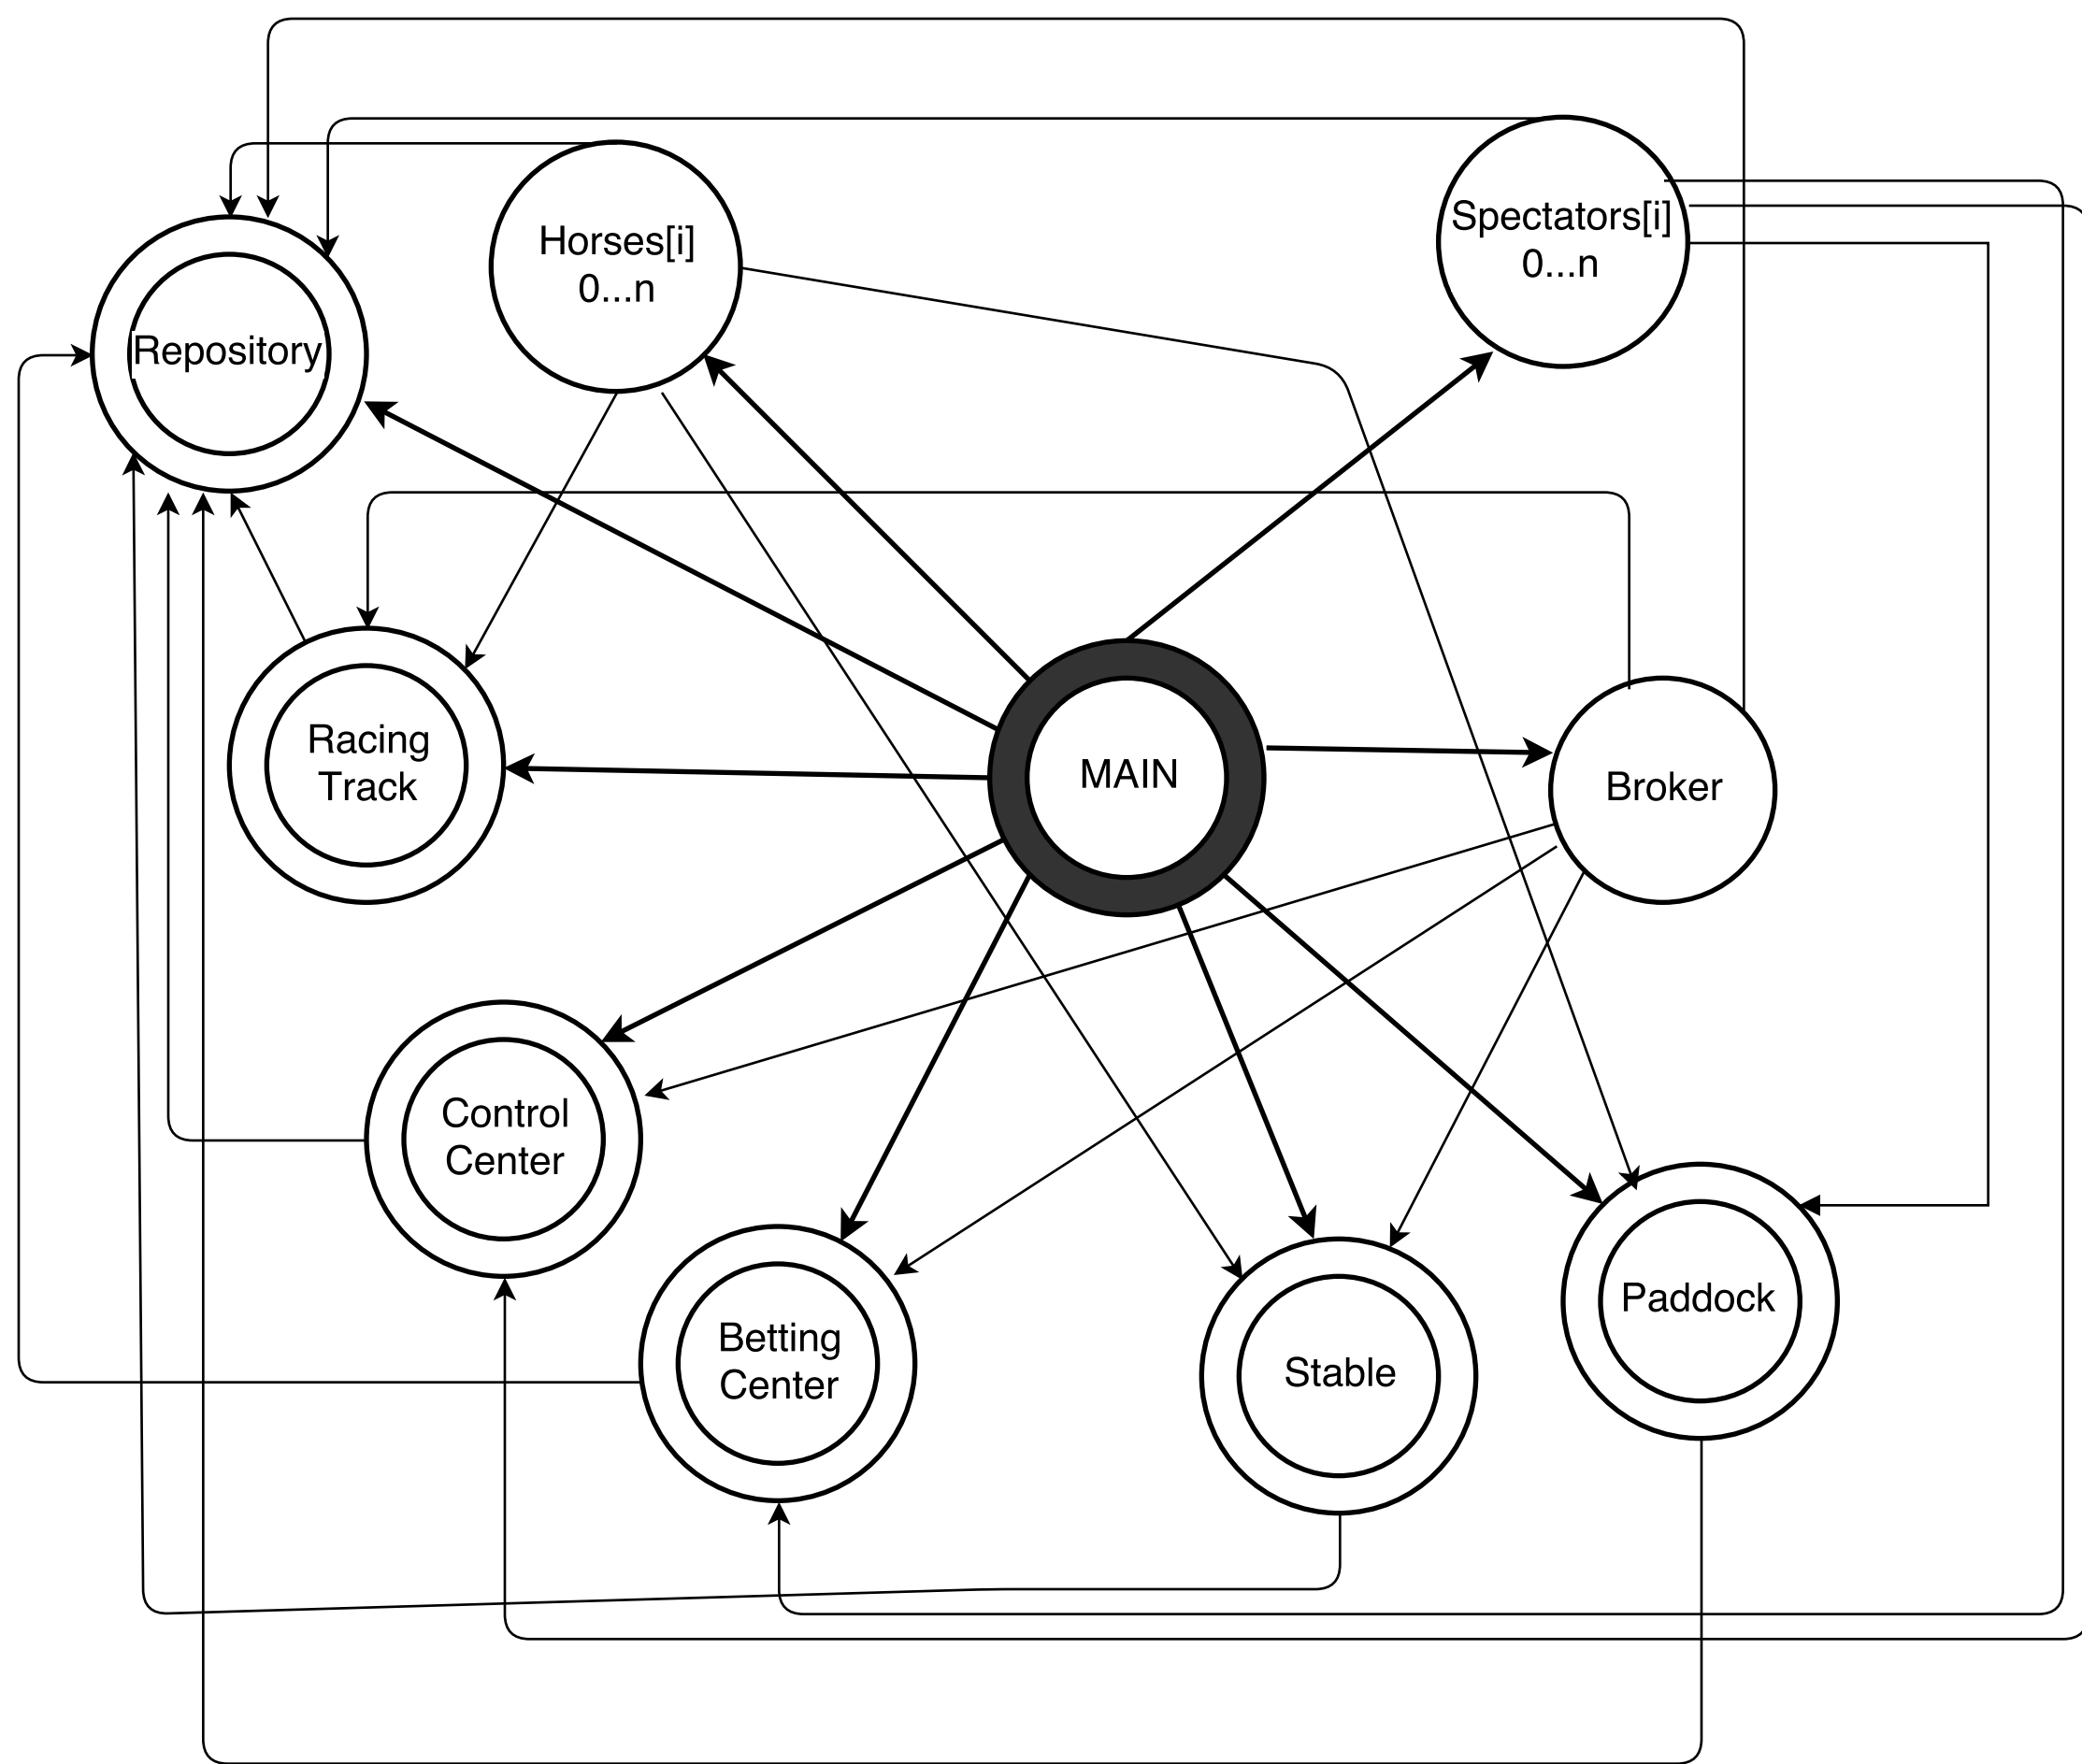 Horses[i]
0...n
Spectators[i]
0...n
Repository
Racing
Track
MAIN
Broker
Control
Center
Betting
Center
Stable
Paddock